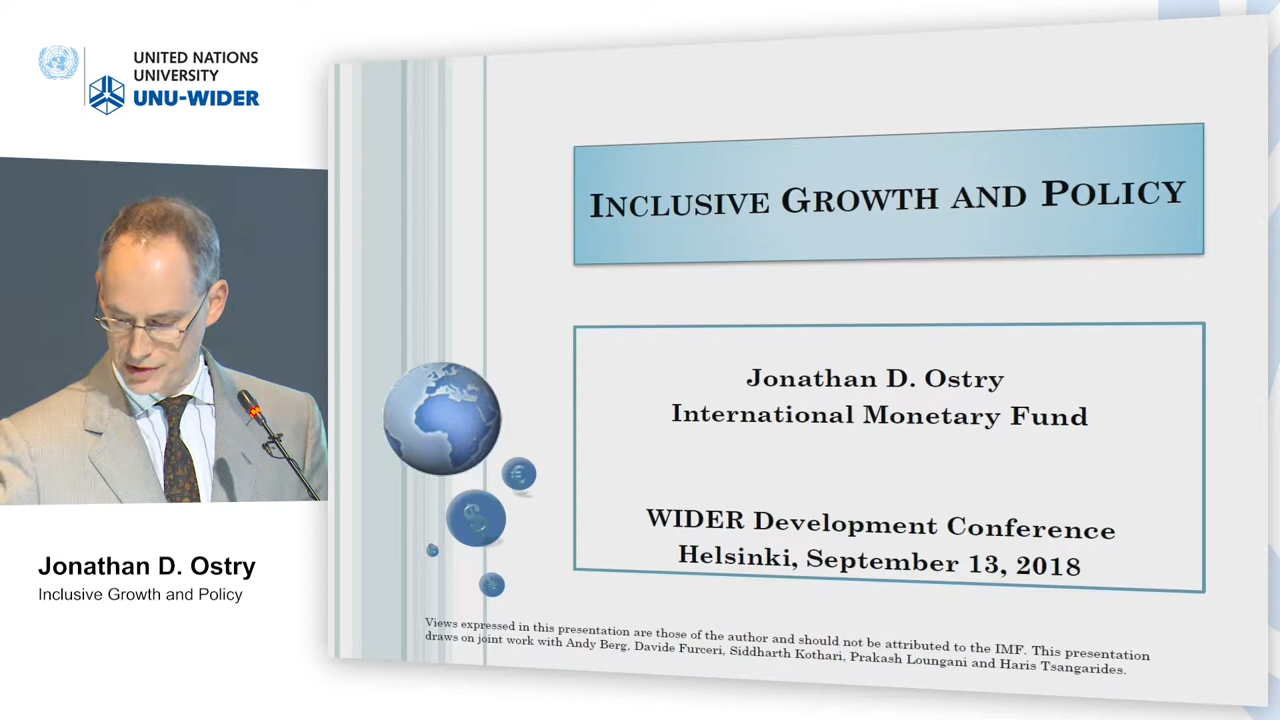 UNITED NATIONS
UNIVERSITY
UNU-WIDER
INCLUSIVE GROWTH AND POLICY
Jonathan D. Ostry
International Monetary Fund
WIDER Development Conference
Helsinki, September 13, 2018
€
$
Jonathan D. Ostry
Inclusive Growth and Policy
Views expressed in this presentation are those of the author and should not be attributed to the IMF. This presentation
draws on joint work with Andy Berg, Davide Furceri, Siddharth Kothari, Prakash Loungani and Haris Tsangarides.